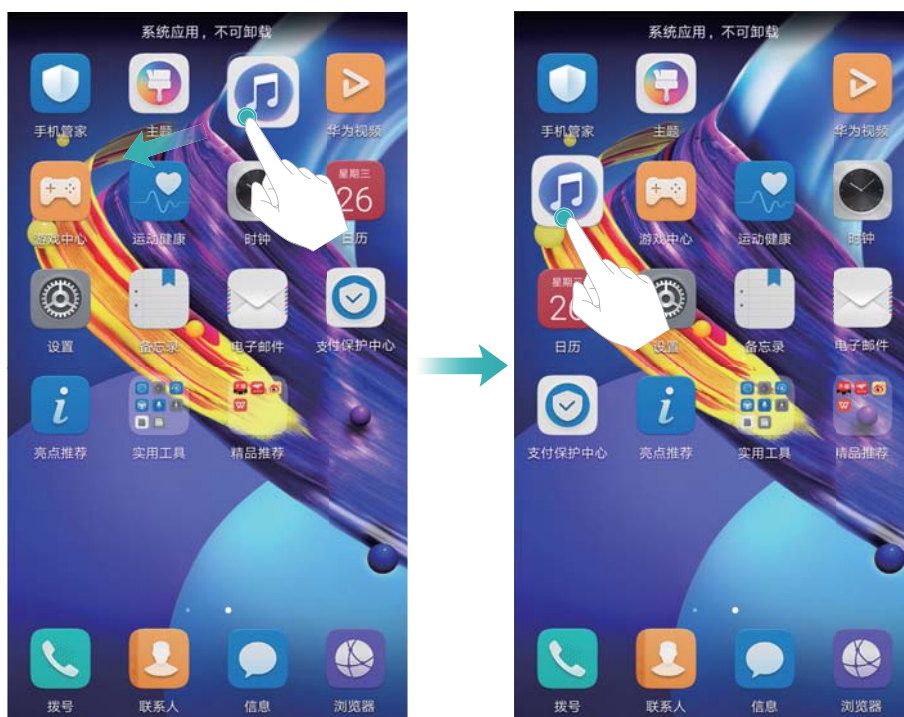 系统应用，不可卸载
手机管家 主题 华为视频
星期三
26
游戏中心 运动健康 时钟 日历
设置 备忘录 电子邮件 支付保护中心
i
亮点推荐 实用工具 精品推荐
拨号 联系人 信息 浏览器
系统应用，不可卸载
手机管家 主题 华为视频
游戏中心 运动健康 时钟
日历 设置 备忘录 电子邮件
i
支付保护中心 亮点推荐 实用工具 精品推荐
拨号 联系人 信息 浏览器